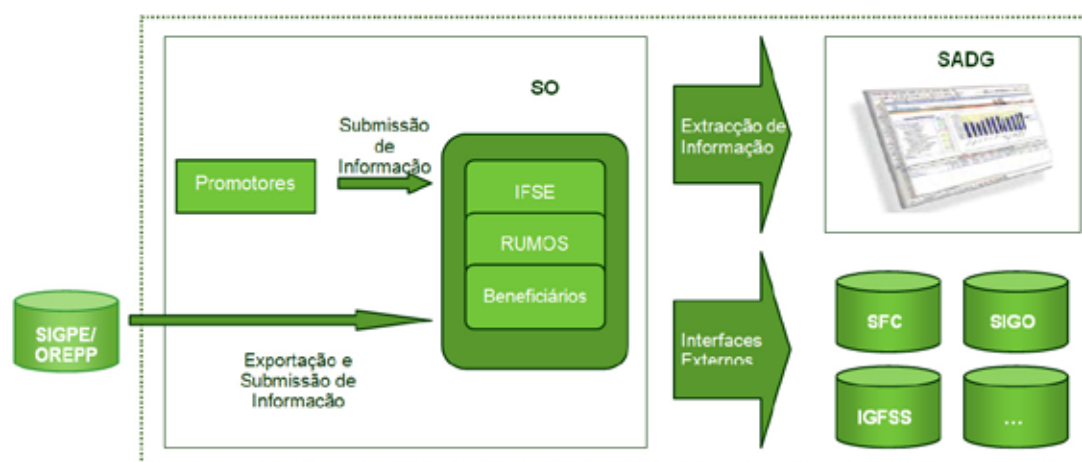 SO
Submissão
de
Informação
Promotores
IFSE
RUMOS
Beneficiários
SIGPE/
OREPP
Exportação e
Submissão de
Informação
Extracção de
Informação
SADG
Interfaces
Externos
SFC
SIGO
IGFSS
...